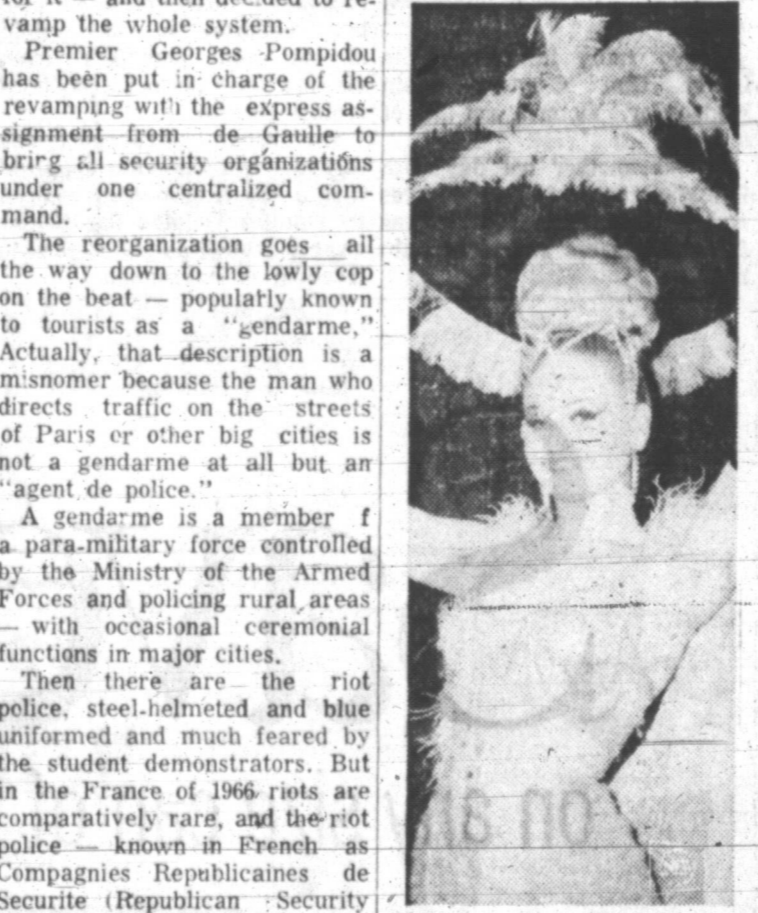 vamp the whole system.
Premier Georges Pompidou
has been put in charge of the
revamping with the express as-
signment from de Gaulle to
bring all security organizations
under one centralized com-
mand.
The reorganization goes all
the way down to the lowly cop
on the beat — popularly known
to tourists as a "gendarme,"
Actually, that description is a
misnomer because the man who
directs traffic on the streets
of Paris or other big cities is
not a gendarme at all but an
"agent de police."
A gendarme is a member f
a para-military force controlled
by the Ministry of the Armed
Forces and policing rural areas
— with occasional ceremonial
functions in major cities.
Then there are the riot
police, steel-helmeted and blue
uniformed and much feared by
the student demonstrators. But
in the France of 1966 riots are
comparatively rare, and the riot
police — known in French as
Compagnies Republicaines de
Securite (Republican Security